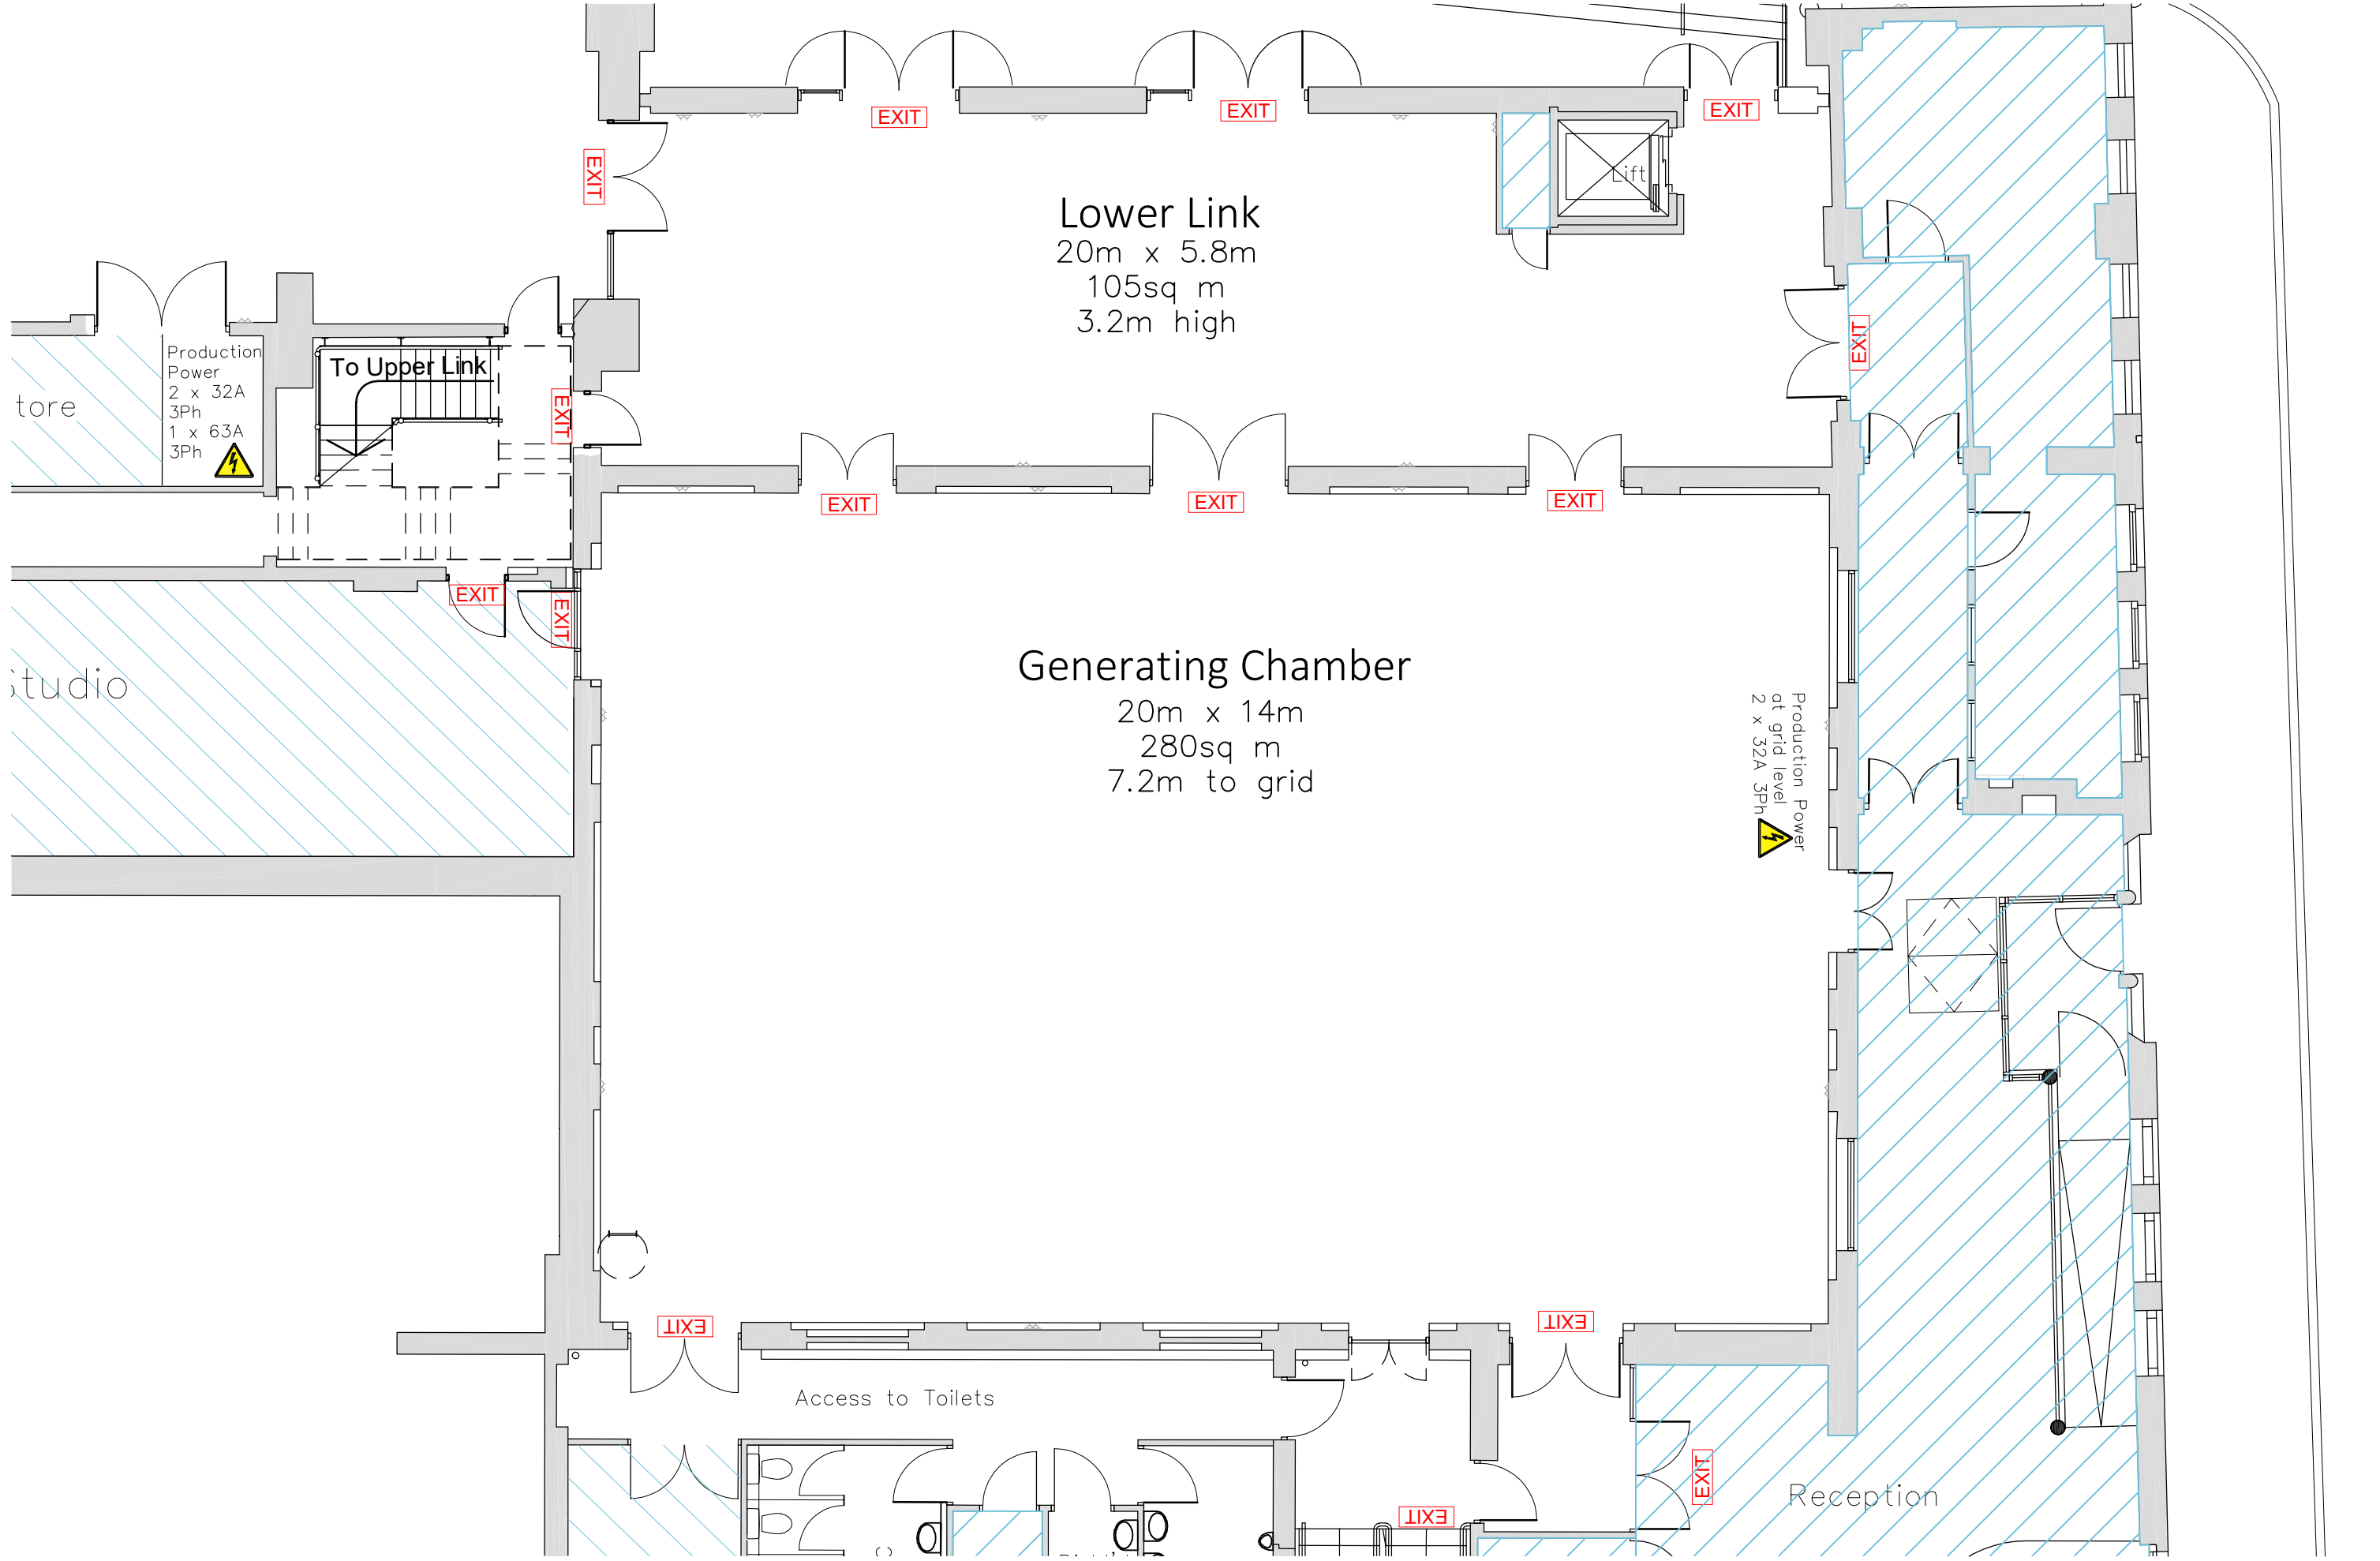 EXIT
EXIT
EXIT
EXIT
Lift
Lower Link
20m x 5.8m
105sq m
3.2m high
EXIT
Production
Power
2 x 32A
3Ph
1 x 63A
3Ph
To Upper Link
tore
EXIT
EXIT
EXIT
EXIT
EXIT
EXIT
Studio
Generating Chamber
20m x 14m
280sq m
7.2m to grid
Production Power
at grid level
2 x 32A 3Ph
EXIT
EXIT
Access to Toilets
EXIT
Reception
EXIT